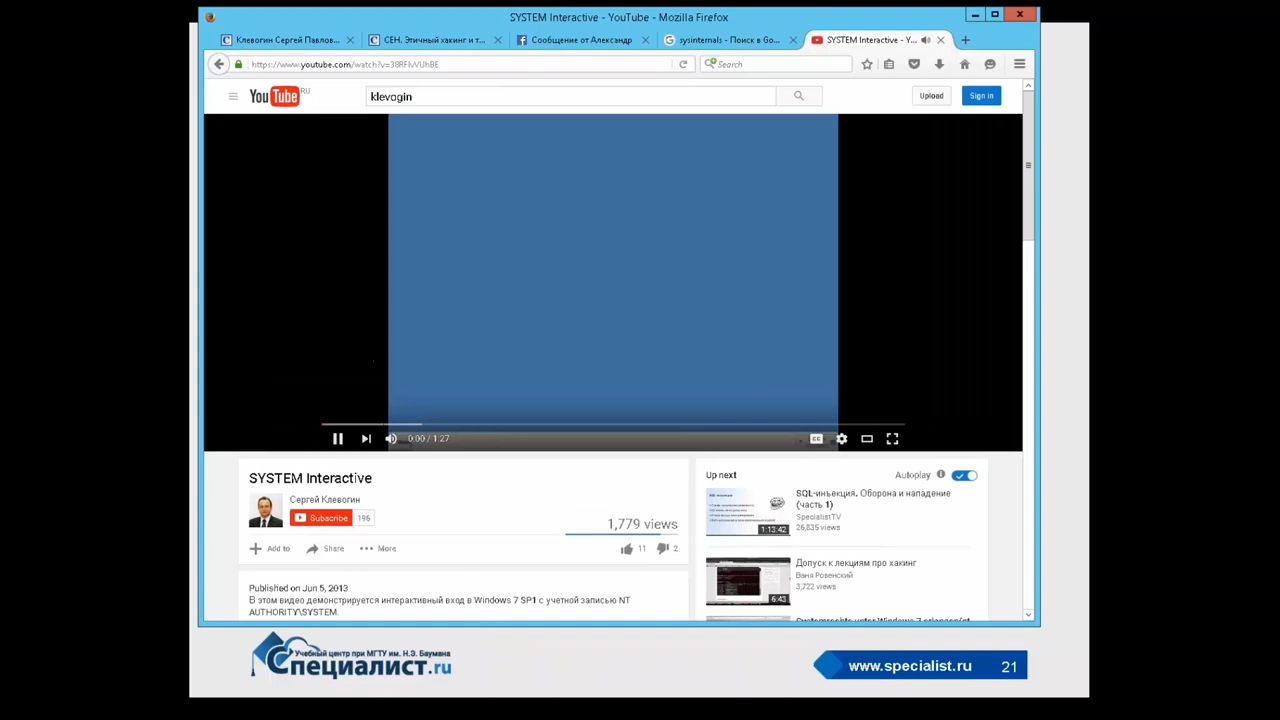 SYSTEM Interactive - YouTube - Mozilla Firefox
Клевогин Сергей Павлов...
СЕН. Этичный хакинг и т...
Сообщение от Александр
sysinternals - Поиск в Go...
SYSTEM Interactive - Y...
https://www.youtube.com/watch?v=38RFlvVUhBE
Search
YouTube RU
klevogin
Upload
Sign in
0:00 / 1:27
CC
SYSTEM Interactive
Сергей Клевогин
Subscribe 196
1,779 views
Add to
Share
More
11
2
Published on Jun 5, 2013
В этом видео демонстрируется интерактивный вход в Windows 7 SP1 с учетной записью NT
AUTHORITY\SYSTEM.
Up next
Autoplay
SQL-инъекция. Оборона и нападение
(часть 1)
SpecialistTV
26,835 views
1:13:42
Допуск к лекциям про хакинг
Ваня Ровенский
3,722 views
6:43
Учебный центр при МГТУ им. Н.Э. Баумана
Специалист.ru
www.specialist.ru
21